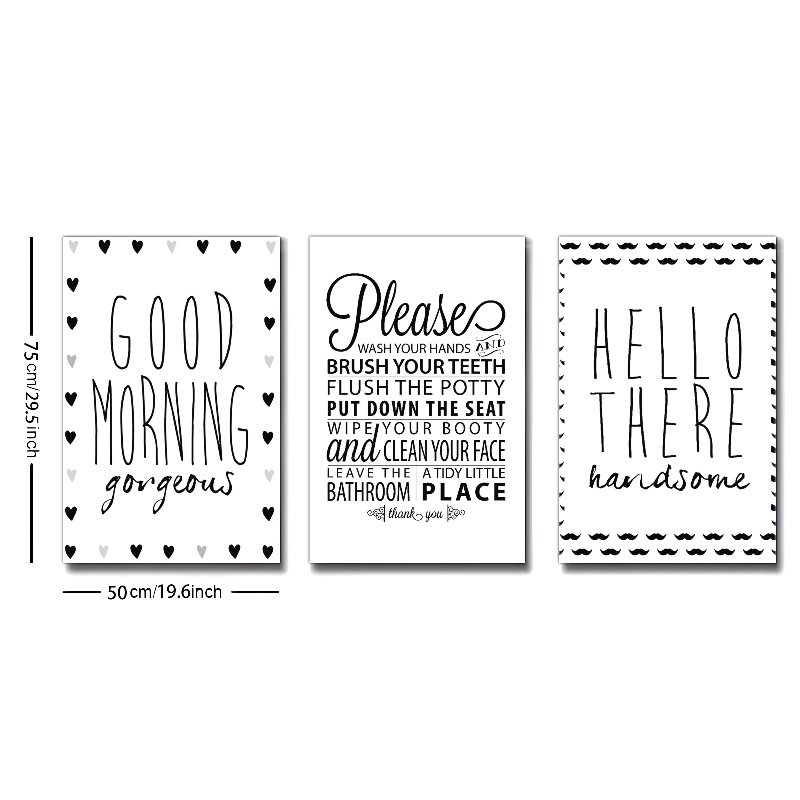 75cm/29.5inch
GOOD
MORNING
gorgeous
50cm/19.6inch
Please
WASH YOUR HANDS AND
BRUSH YOUR TEETH
FLUSH THE POTTY
PUT DOWN THE SEAT
WIPE YOUR BOOTY
and CLEAN YOUR FACE
LEAVE THE A TIDY LITTLE
BATHROOM PLACE
thank you
HELLO
THERE
handsome